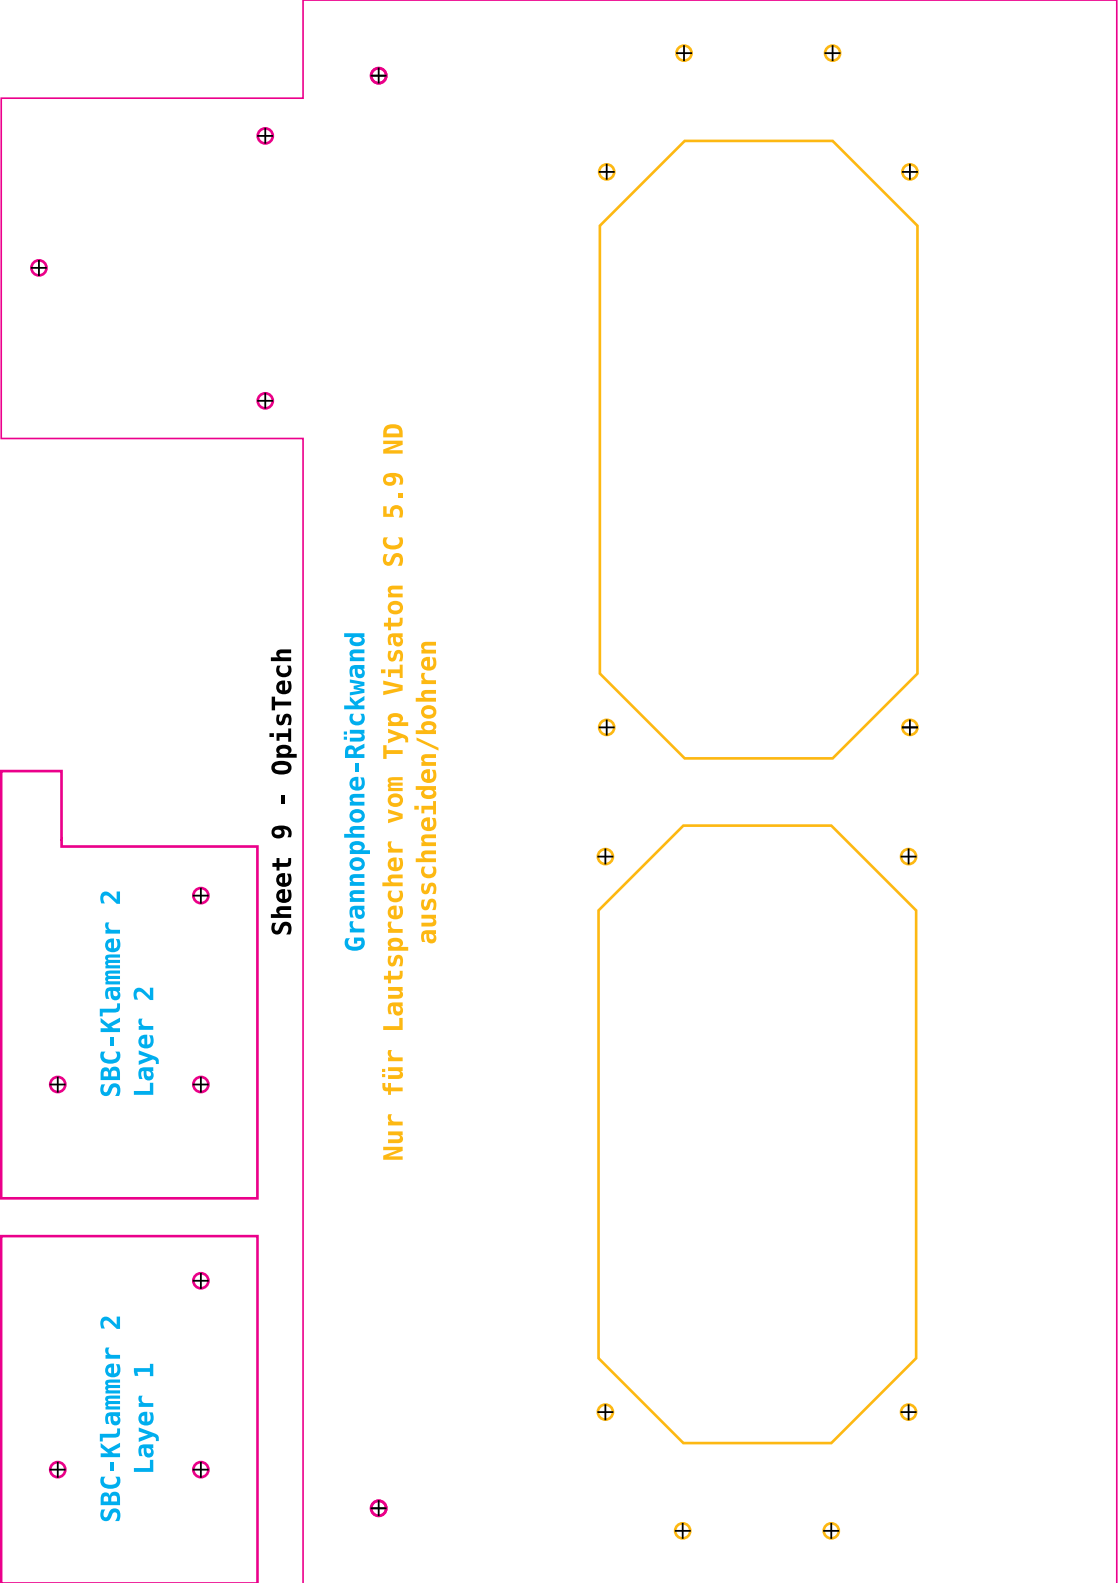 Sheet 9 - OpisTech
Grannophone-Rückwand
Nur für Lautsprecher vom Typ Visaton SC 5.9 ND
ausschneiden/bohren
SBC-Klammer 2
Layer 2
SBC-Klammer 2
Layer 1